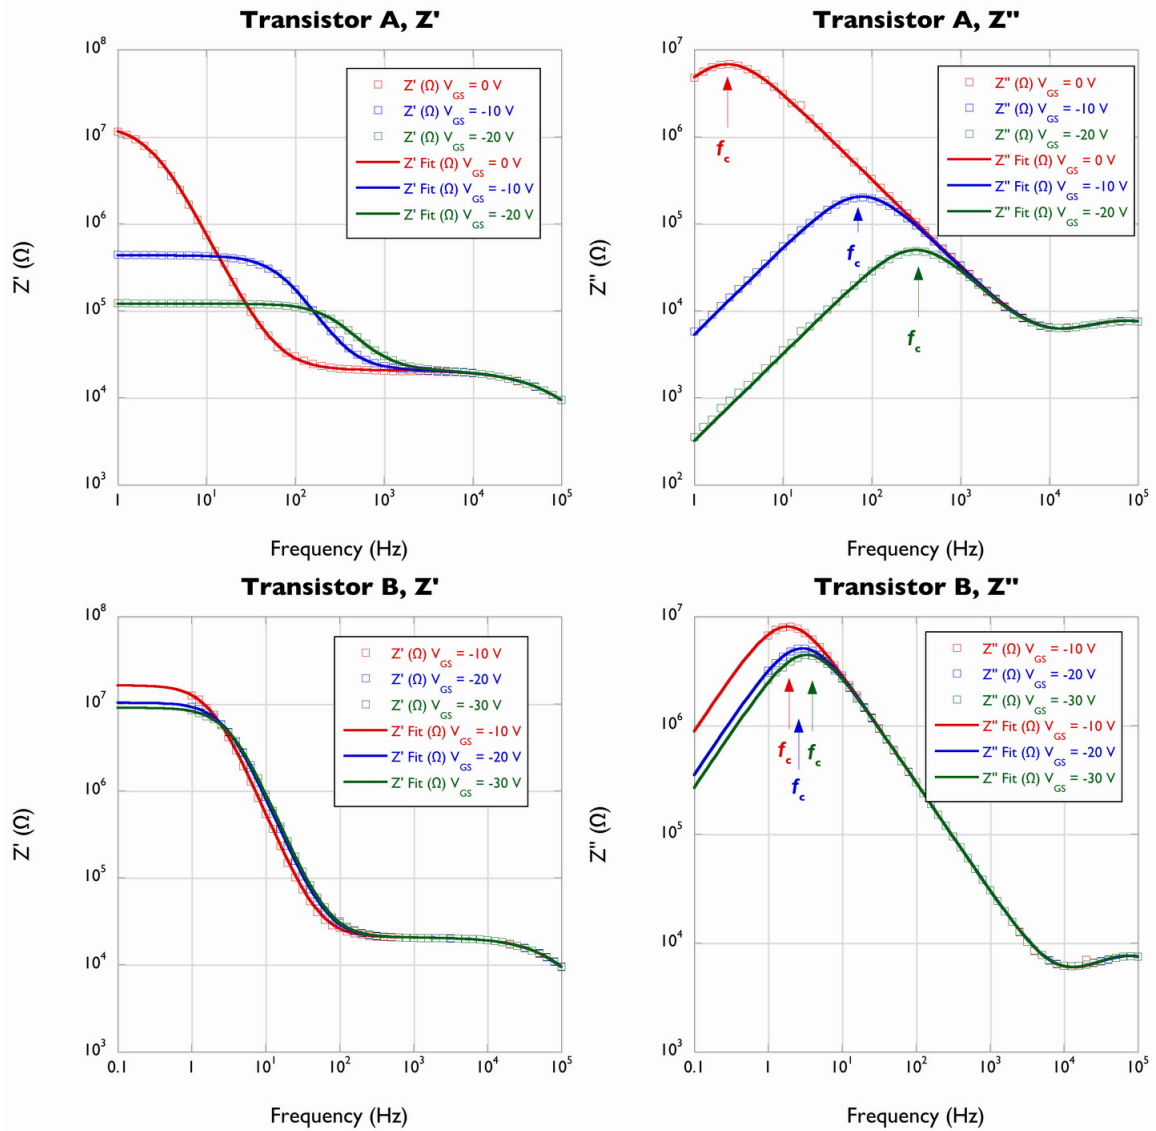 Transistor A, Z'
10⁸
10⁷
10⁶
10⁵
10⁴
10³
Z' (Ω)
1
10¹
10²
10³
10⁴
10⁵
Frequency (Hz)
Z' (Ω) V_GS = 0 V
Z' (Ω) V_GS = -10 V
Z' (Ω) V_GS = -20 V
Z' Fit (Ω) V_GS = 0 V
Z' Fit (Ω) V_GS = -10 V
Z' Fit (Ω) V_GS = -20 V
Transistor A, Z"
10⁷
10⁶
10⁵
10⁴
10³
10²
Z" (Ω)
1
10¹
10²
10³
10⁴
10⁵
Frequency (Hz)
Z" (Ω) V_GS = 0 V
Z" (Ω) V_GS = -10 V
Z" (Ω) V_GS = -20 V
Z" Fit (Ω) V_GS = 0 V
Z" Fit (Ω) V_GS = -10 V
Z" Fit (Ω) V_GS = -20 V
f_c
f_c
f_c
Transistor B, Z'
10⁸
10⁷
10⁶
10⁵
10⁴
10³
Z' (Ω)
0.1
1
10¹
10²
10³
10⁴
10⁵
Frequency (Hz)
Z' (Ω) V_GS = -10 V
Z' (Ω) V_GS = -20 V
Z' (Ω) V_GS = -30 V
Z' Fit (Ω) V_GS = -10 V
Z' Fit (Ω) V_GS = -20 V
Z' Fit (Ω) V_GS = -30 V
Transistor B, Z"
10⁷
10⁶
10⁵
10⁴
10³
Z" (Ω)
0.1
1
10¹
10²
10³
10⁴
10⁵
Frequency (Hz)
Z" (Ω) V_GS = -10 V
Z" (Ω) V_GS = -20 V
Z" (Ω) V_GS = -30 V
Z" Fit (Ω) V_GS = -10 V
Z" Fit (Ω) V_GS = -20 V
Z" Fit (Ω) V_GS = -30 V
f_c
f_c
f_c